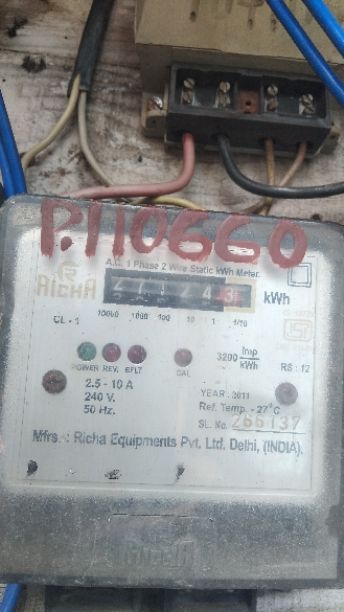 P.110660
A.C. 1 Phase 2 Wire Static kWh Meter.
RICHA
kWh
CL - 1
10000 1000 100 10 1 1/10
POWER REV. EFLT
CAL
3200 imp/kWh
RS : 12
2.5 - 10 A
240 V.
50 Hz.
YEAR : 2011
Ref. Temp. - 27°C
SL. No. 266137
Mfrs. : Richa Equipments Pvt. Ltd. Delhi, (INDIA).
RICHA